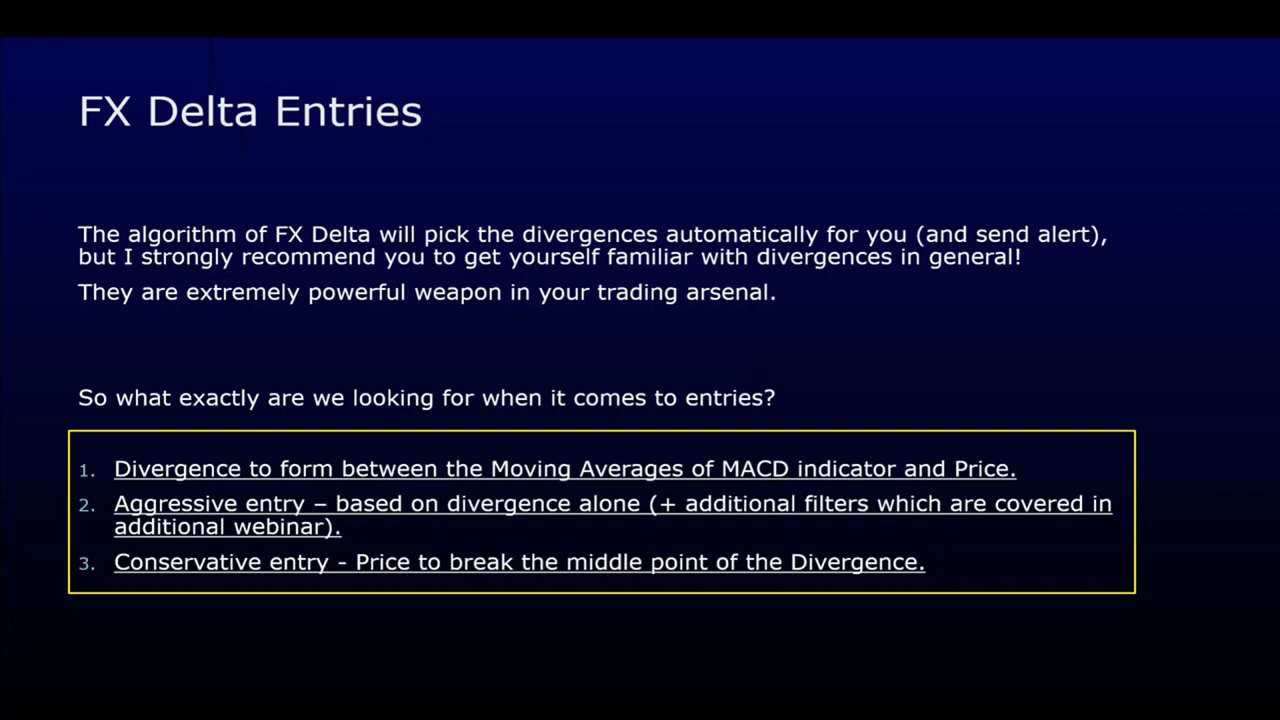 FX Delta Entries
The algorithm of FX Delta will pick the divergences automatically for you (and send alert),
but I strongly recommend you to get yourself familiar with divergences in general!
They are extremely powerful weapon in your trading arsenal.
So what exactly are we looking for when it comes to entries?
1. Divergence to form between the Moving Averages of MACD indicator and Price.
2. Aggressive entry – based on divergence alone (+ additional filters which are covered in
additional webinar).
3. Conservative entry - Price to break the middle point of the Divergence.